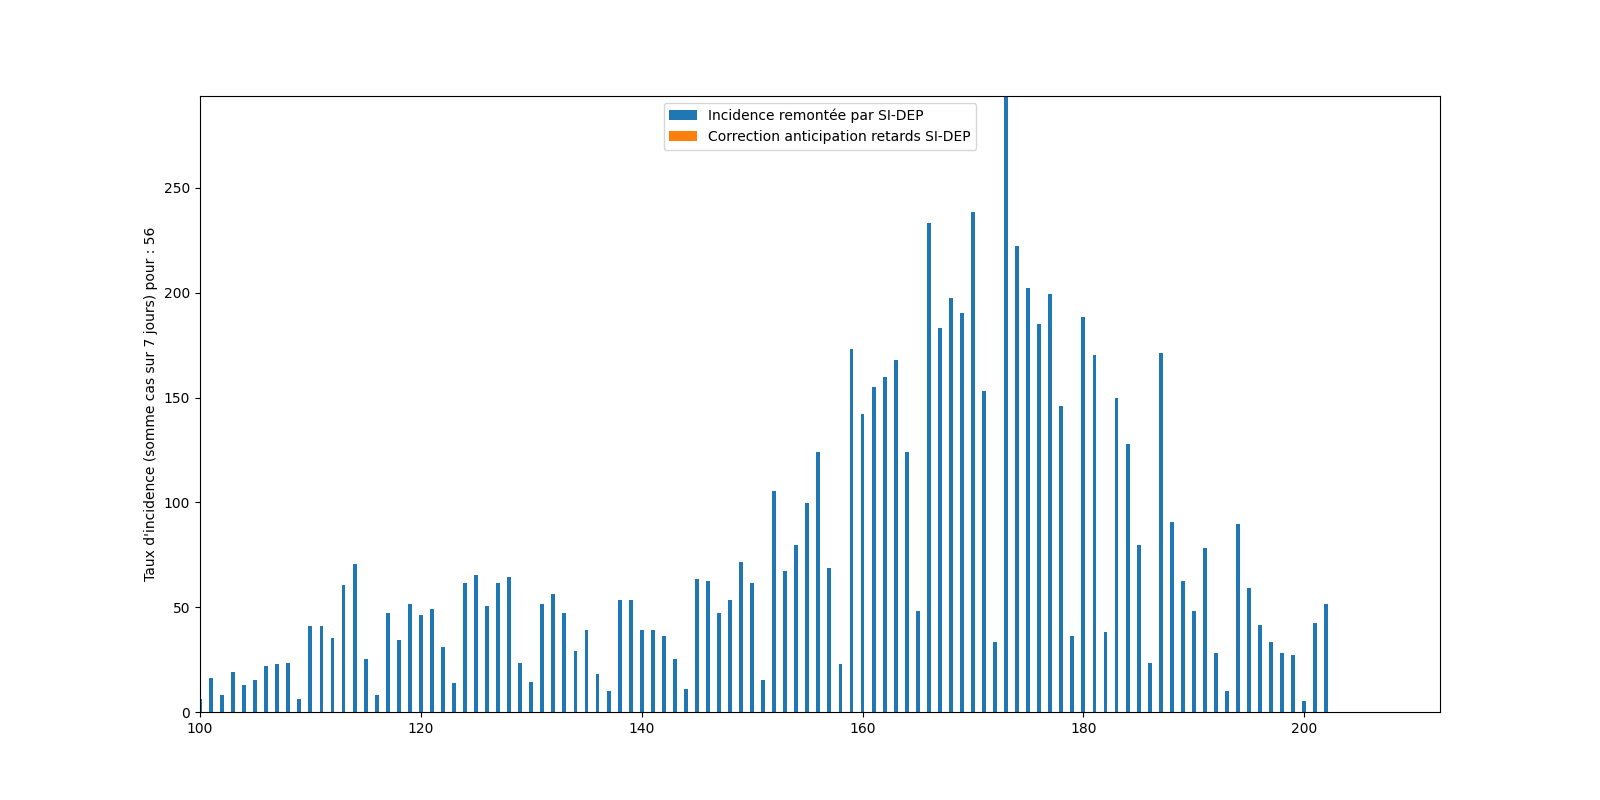 Incidence remontée par SI-DEP
Correction anticipation retards SI-DEP
Taux d'incidence (somme cas sur 7 jours) pour : 56
250
200
150
100
50
0
100 120 140 160 180 200